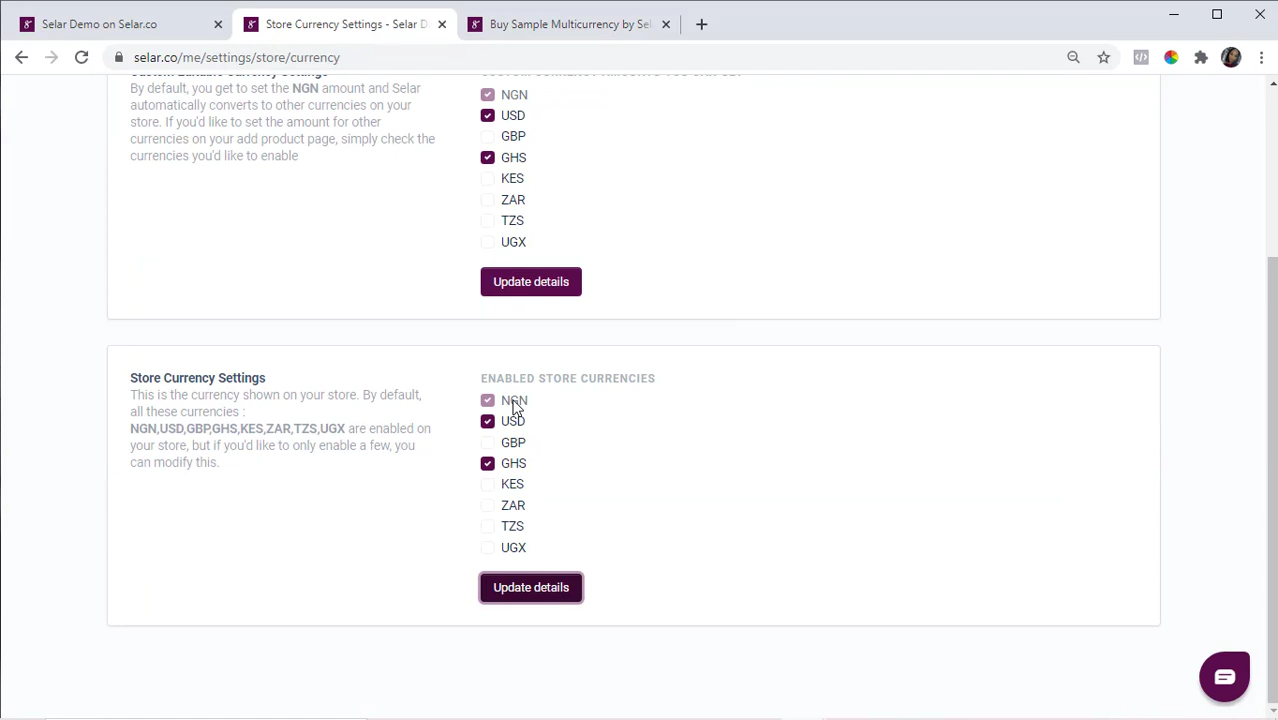 Selar Demo on Selar.co
Store Currency Settings - Selar D
Buy Sample Multicurrency by Sel
selar.co/me/settings/store/currency
By default, you get to set the NGN amount and Selar
automatically converts to other currencies on your
store. If you'd like to set the amount for other
currencies on your add product page, simply check the
currencies you'd like to enable
NGN
USD
GBP
GHS
KES
ZAR
TZS
UGX
Update details
Store Currency Settings
This is the currency shown on your store. By default,
all these currencies :
NGN,USD,GBP,GHS,KES,ZAR,TZS,UGX are enabled on
your store, but if you'd like to only enable a few, you
can modify this.
ENABLED STORE CURRENCIES
NGN
USD
GBP
GHS
KES
ZAR
TZS
UGX
Update details